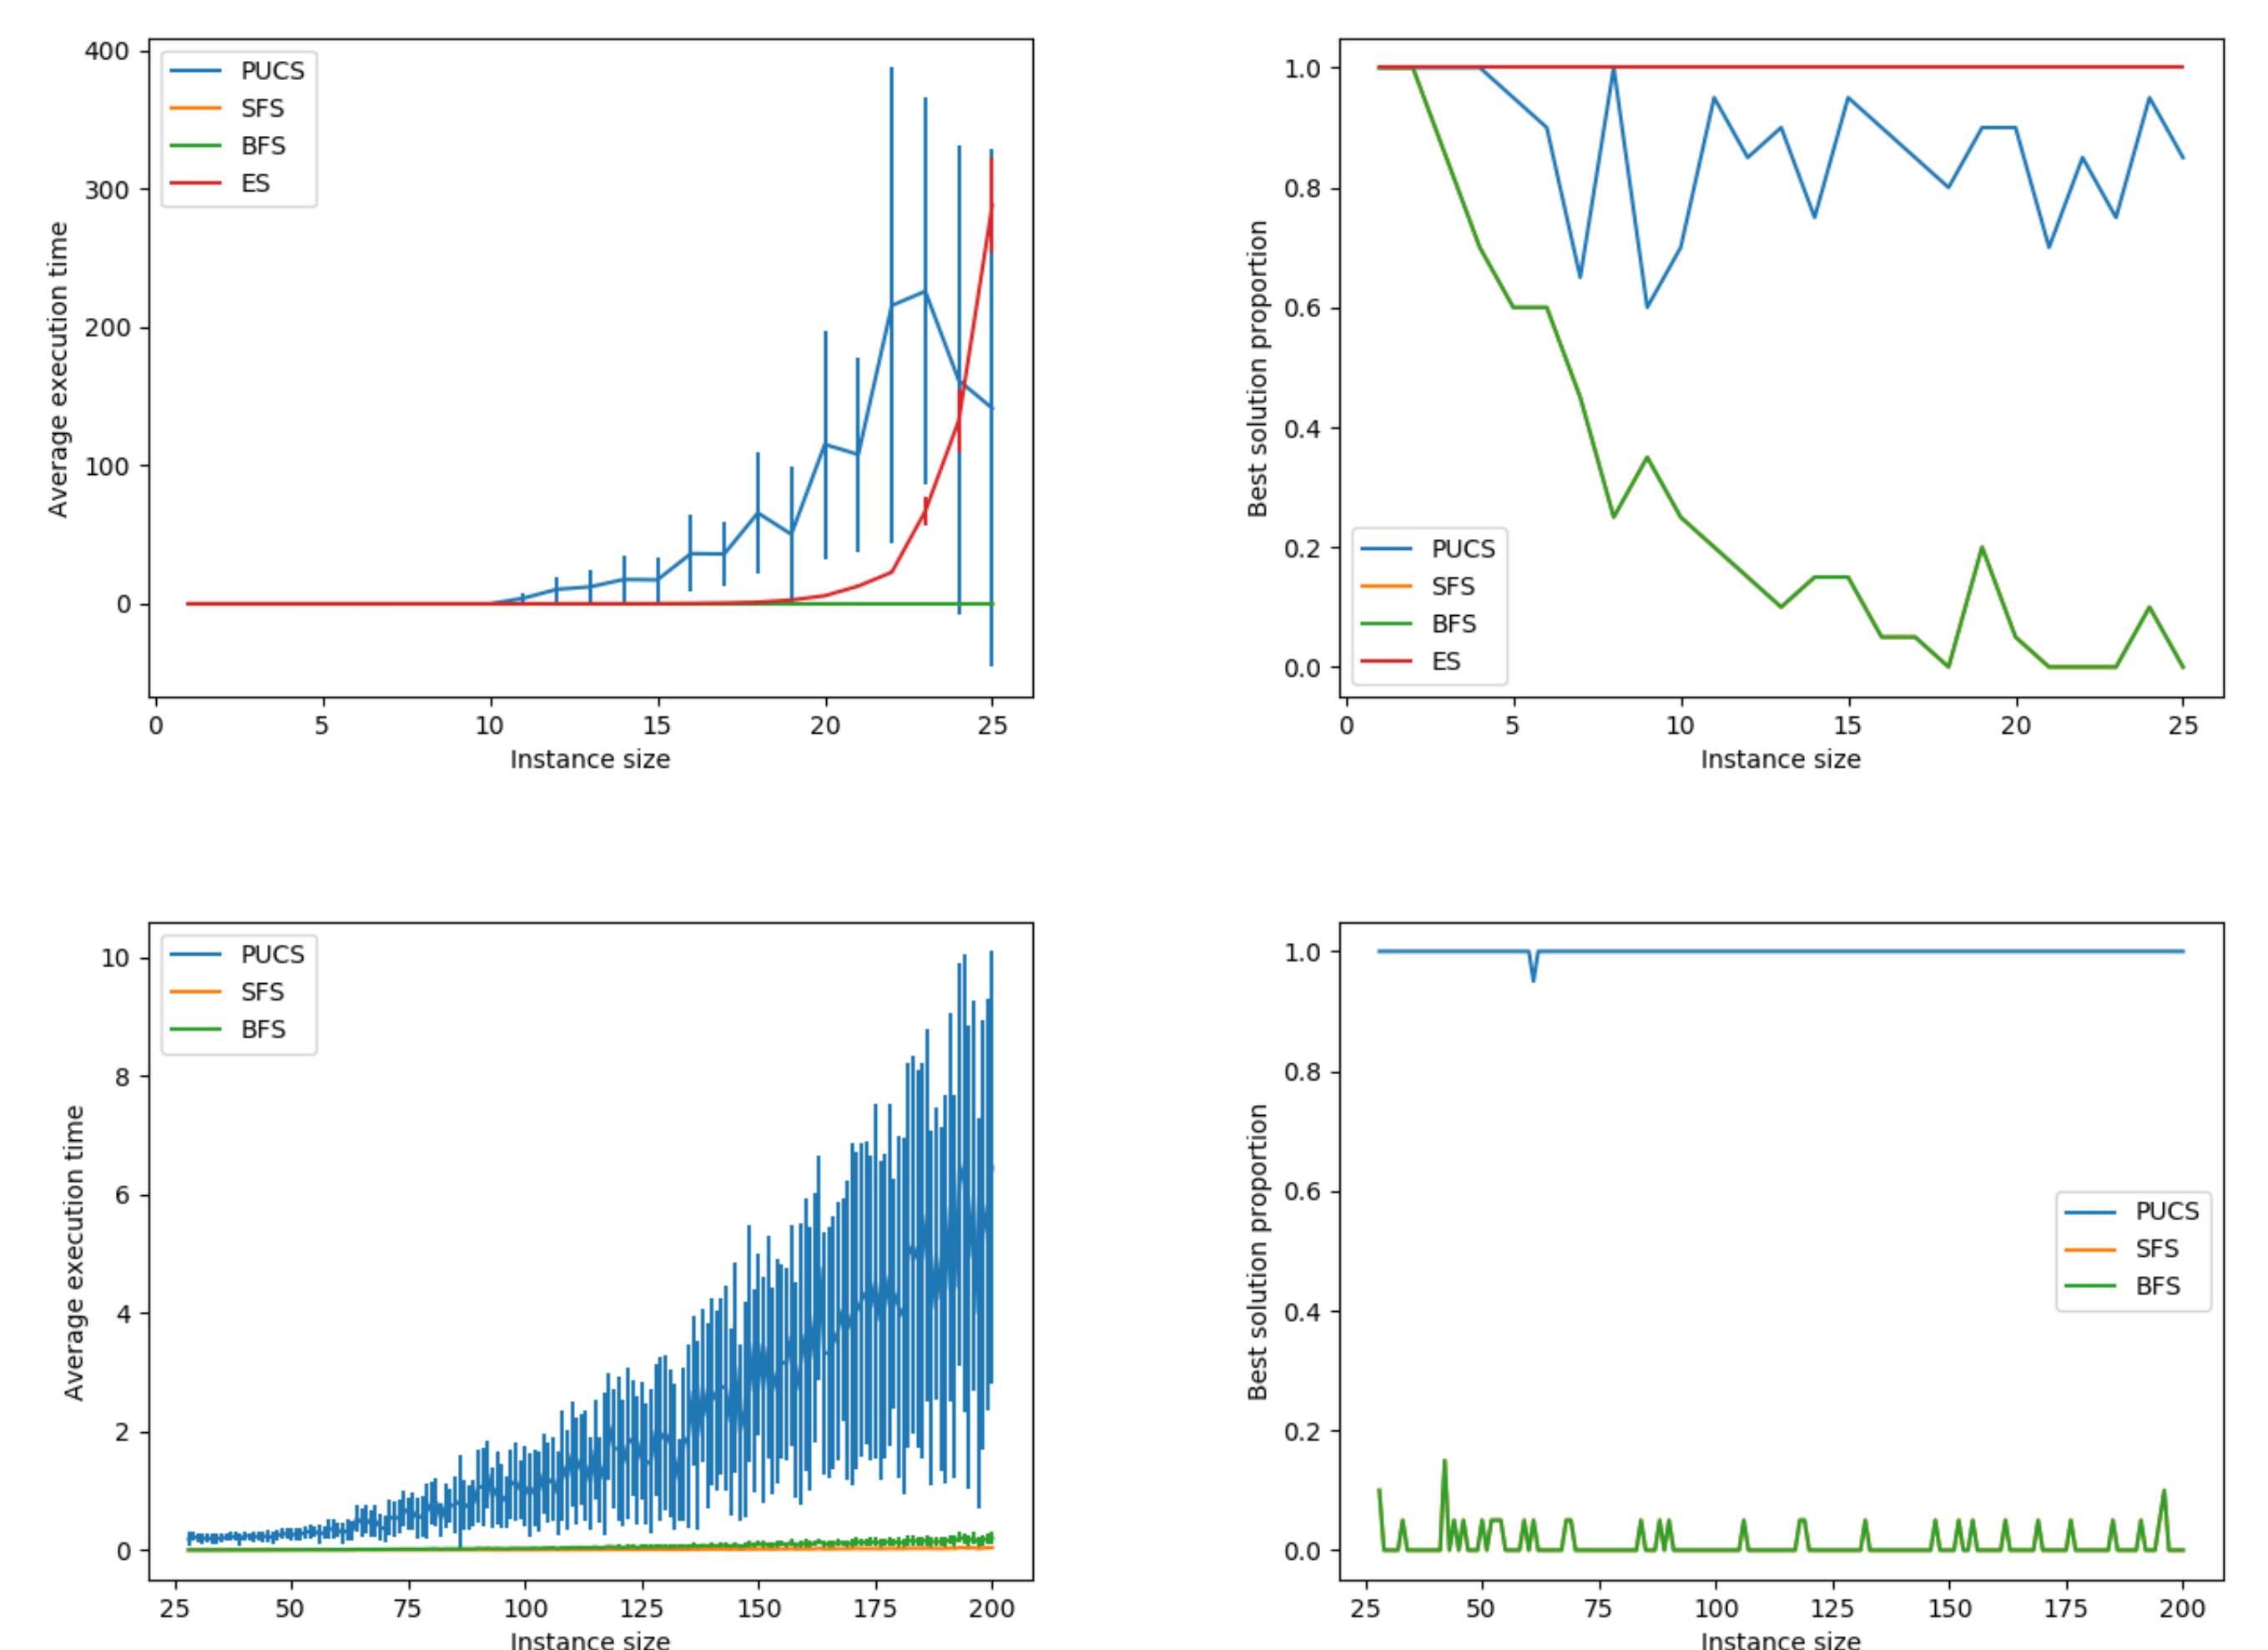 400
300
200
100
0
Average execution time
PUCS
SFS
BFS
ES
0 5 10 15 20 25
Instance size
1.0
0.8
0.6
0.4
0.2
0.0
Best solution proportion
PUCS
SFS
BFS
ES
0 5 10 15 20 25
Instance size
10
8
6
4
2
0
Average execution time
PUCS
SFS
BFS
25 50 75 100 125 150 175 200
Instance size
1.0
0.8
0.6
0.4
0.2
0.0
Best solution proportion
PUCS
SFS
BFS
25 50 75 100 125 150 175 200
Instance size